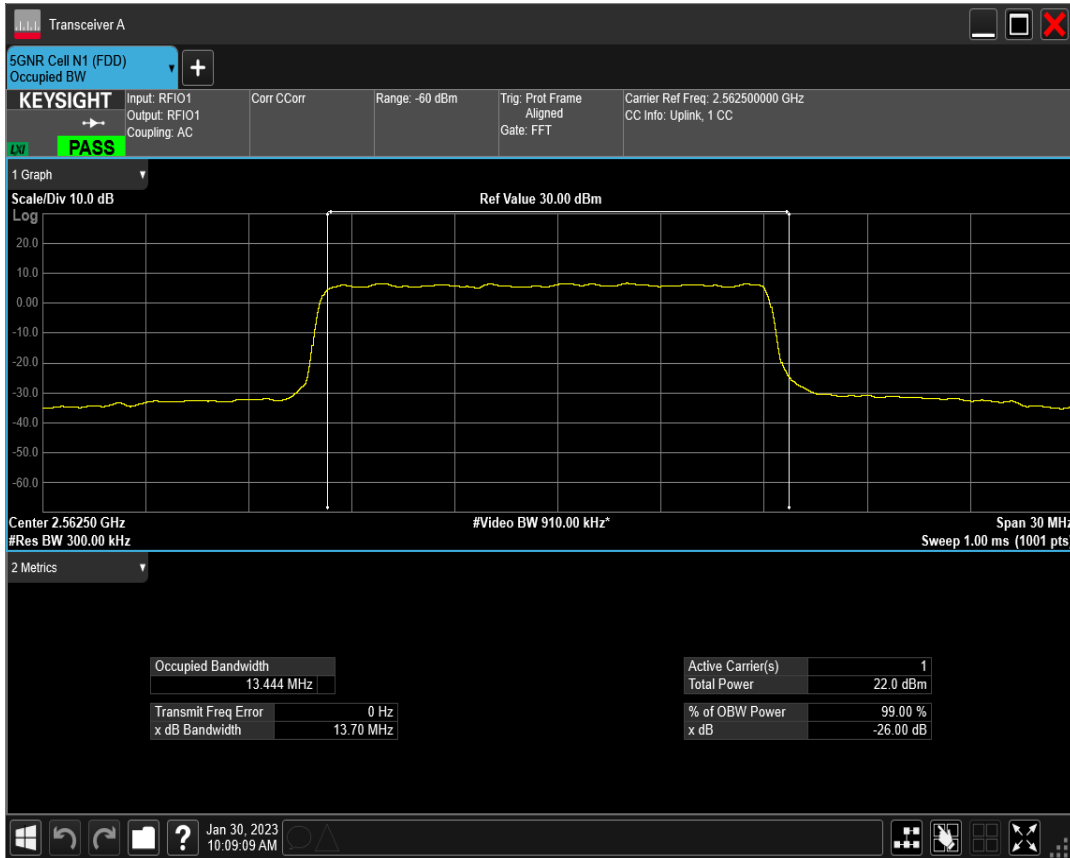 Transceiver A
5GNR Cell N1 (FDD)
Occupied BW
+
KEYSIGHT
LXI
PASS
Input: RFIO1
Output: RFIO1
Coupling: AC
Corr CCorr
Range: -60 dBm
Trig: Prot Frame
Aligned
Gate: FFT
Carrier Ref Freq: 2.562500000 GHz
CC Info: Uplink, 1 CC
1 Graph
Scale/Div 10.0 dB
Ref Value 30.00 dBm
Log
20.0
10.0
0.00
-10.0
-20.0
-30.0
-40.0
-50.0
-60.0
Center 2.56250 GHz
#Video BW 910.00 kHz*
Span 30 MHz
#Res BW 300.00 kHz
Sweep 1.00 ms (1001 pts)
2 Metrics
Occupied Bandwidth
13.444 MHz
Transmit Freq Error 0 Hz
x dB Bandwidth 13.70 MHz
Active Carrier(s) 1
Total Power 22.0 dBm
% of OBW Power 99.00 %
x dB -26.00 dB
?
Jan 30, 2023
10:09:09 AM